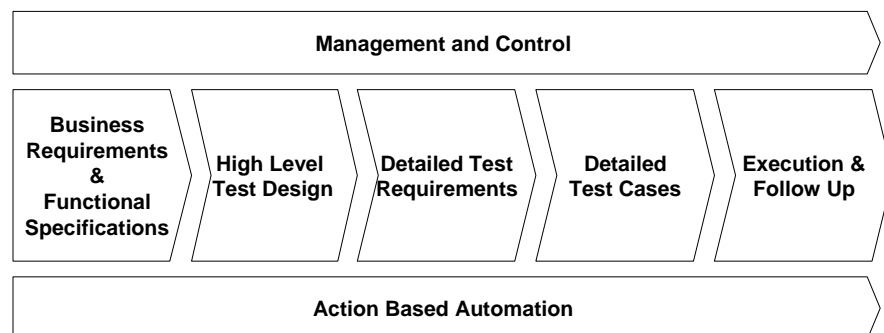 Management and Control
Business
Requirements
&
Functional
Specifications
High Level
Test Design
Detailed Test
Requirements
Detailed
Test Cases
Execution &
Follow Up
Action Based Automation